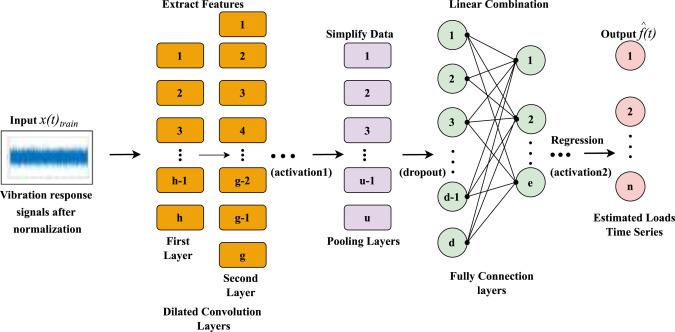 Extract Features
Linear Combination
Simplify Data
Output f̂(t)
Input x(t)train
Vibration response
signals after
normalization
1
2
3
h-1
h
First
Layer
1
2
3
4
g-2
g-1
g
Second
Layer
Dilated Convolution
Layers
(activation1)
1
2
3
u-1
u
Pooling Layers
(dropout)
1
2
3
d-1
d
1
2
e
Fully Connection
layers
Regression
(activation2)
1
2
n
Estimated Loads
Time Series